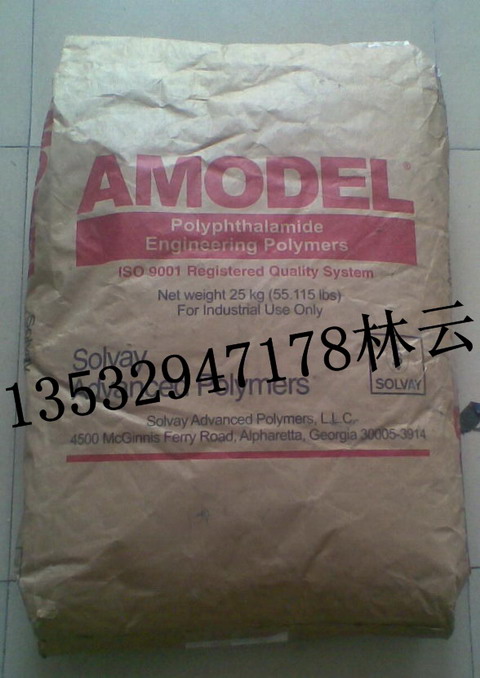 AMODEL®
Polyphthalamide
Engineering Polymers
ISO 9001 Registered Quality System
Net weight 25 kg (55.115 lbs)
For Industrial Use Only
Solvay
Advanced Polymers
SOLVAY
13532947178林云
Solvay Advanced Polymers, L.L.C.
4500 McGinnis Ferry Road, Alpharetta, Georgia 30005-3914